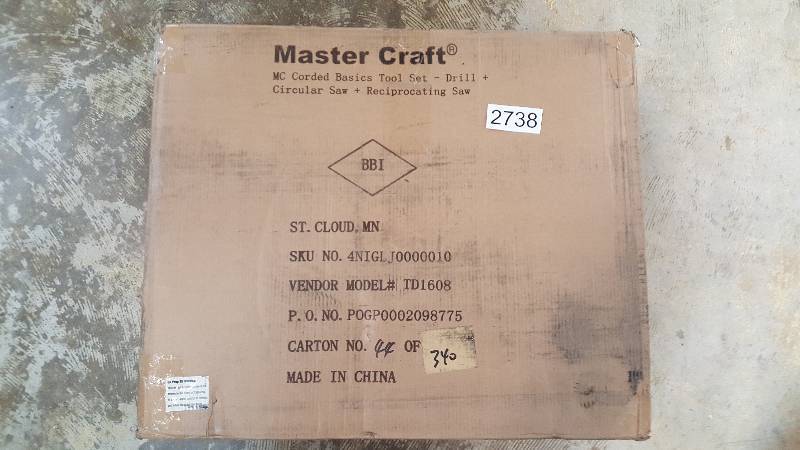 Master Craft®
MC Corded Basics Tool Set - Drill +
Circular Saw + Reciprocating Saw
2738
BBI
ST. CLOUD, MN
SKU NO. 4NIGLJ0000010
VENDOR MODEL# TD1608
P.O.NO. POGP0002098775
CARTON NO. 44 OF 340
MADE IN CHINA